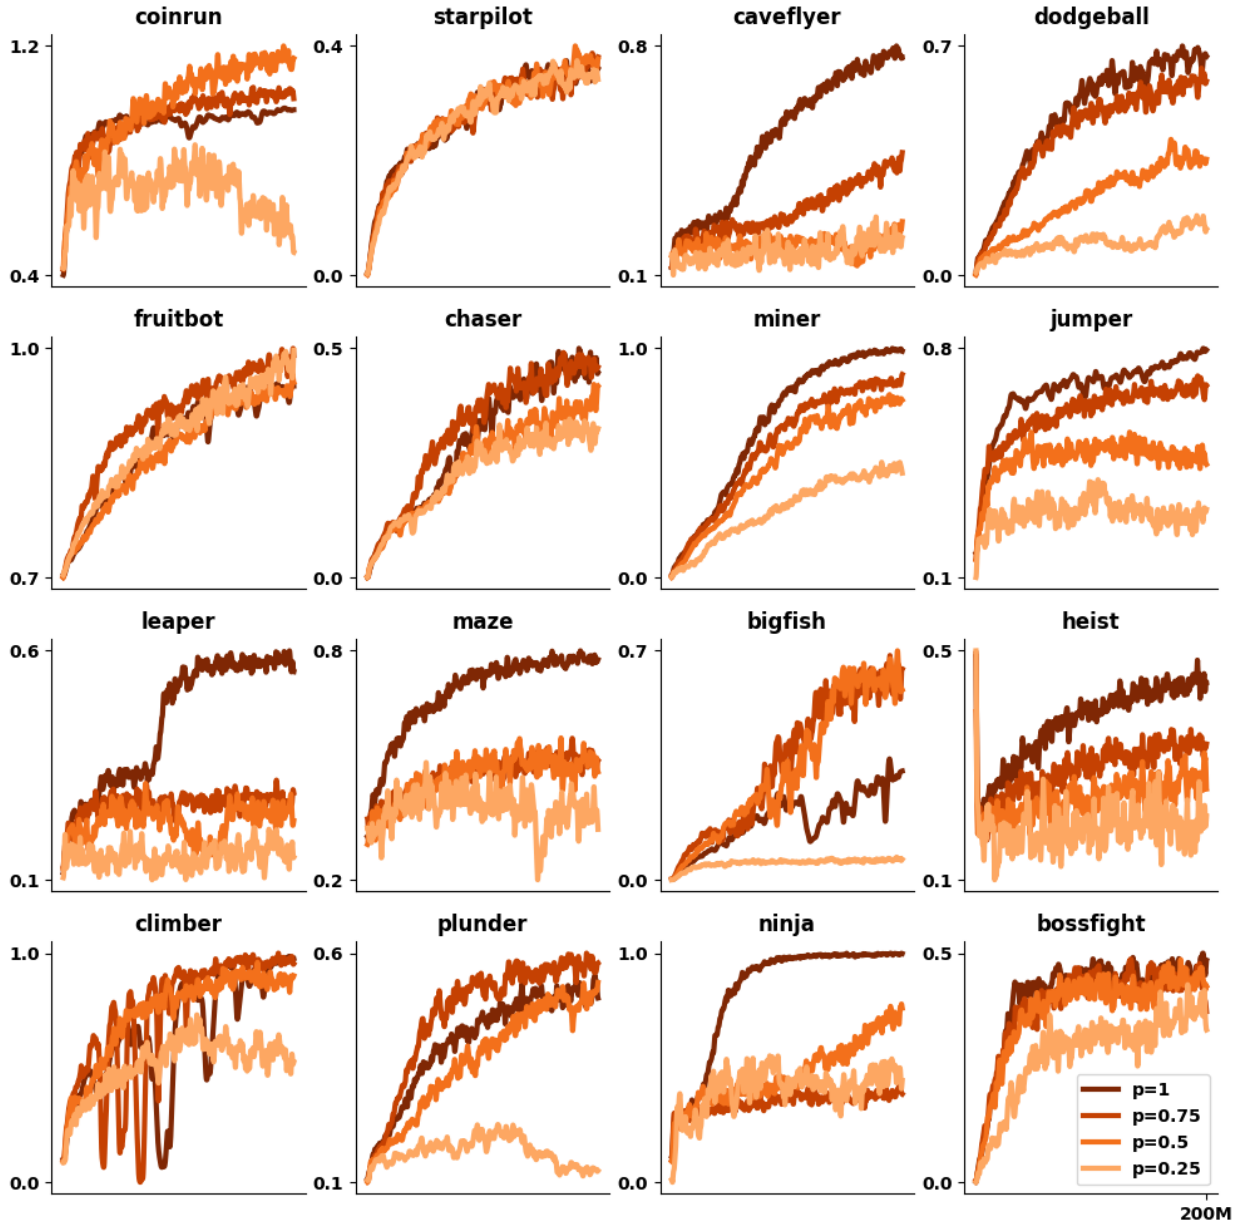 coinrun
starpilot
caveflyer
dodgeball
1.2
0.4
0.4
0.0
0.8
0.1
0.7
0.0
fruitbot
chaser
miner
jumper
1.0
0.7
0.5
0.0
1.0
0.0
0.8
0.1
leaper
maze
bigfish
heist
0.6
0.1
0.8
0.2
0.7
0.0
0.5
0.1
climber
plunder
ninja
bossfight
1.0
0.0
0.6
0.1
1.0
0.0
0.5
0.0
p=1
p=0.75
p=0.5
p=0.25
200M